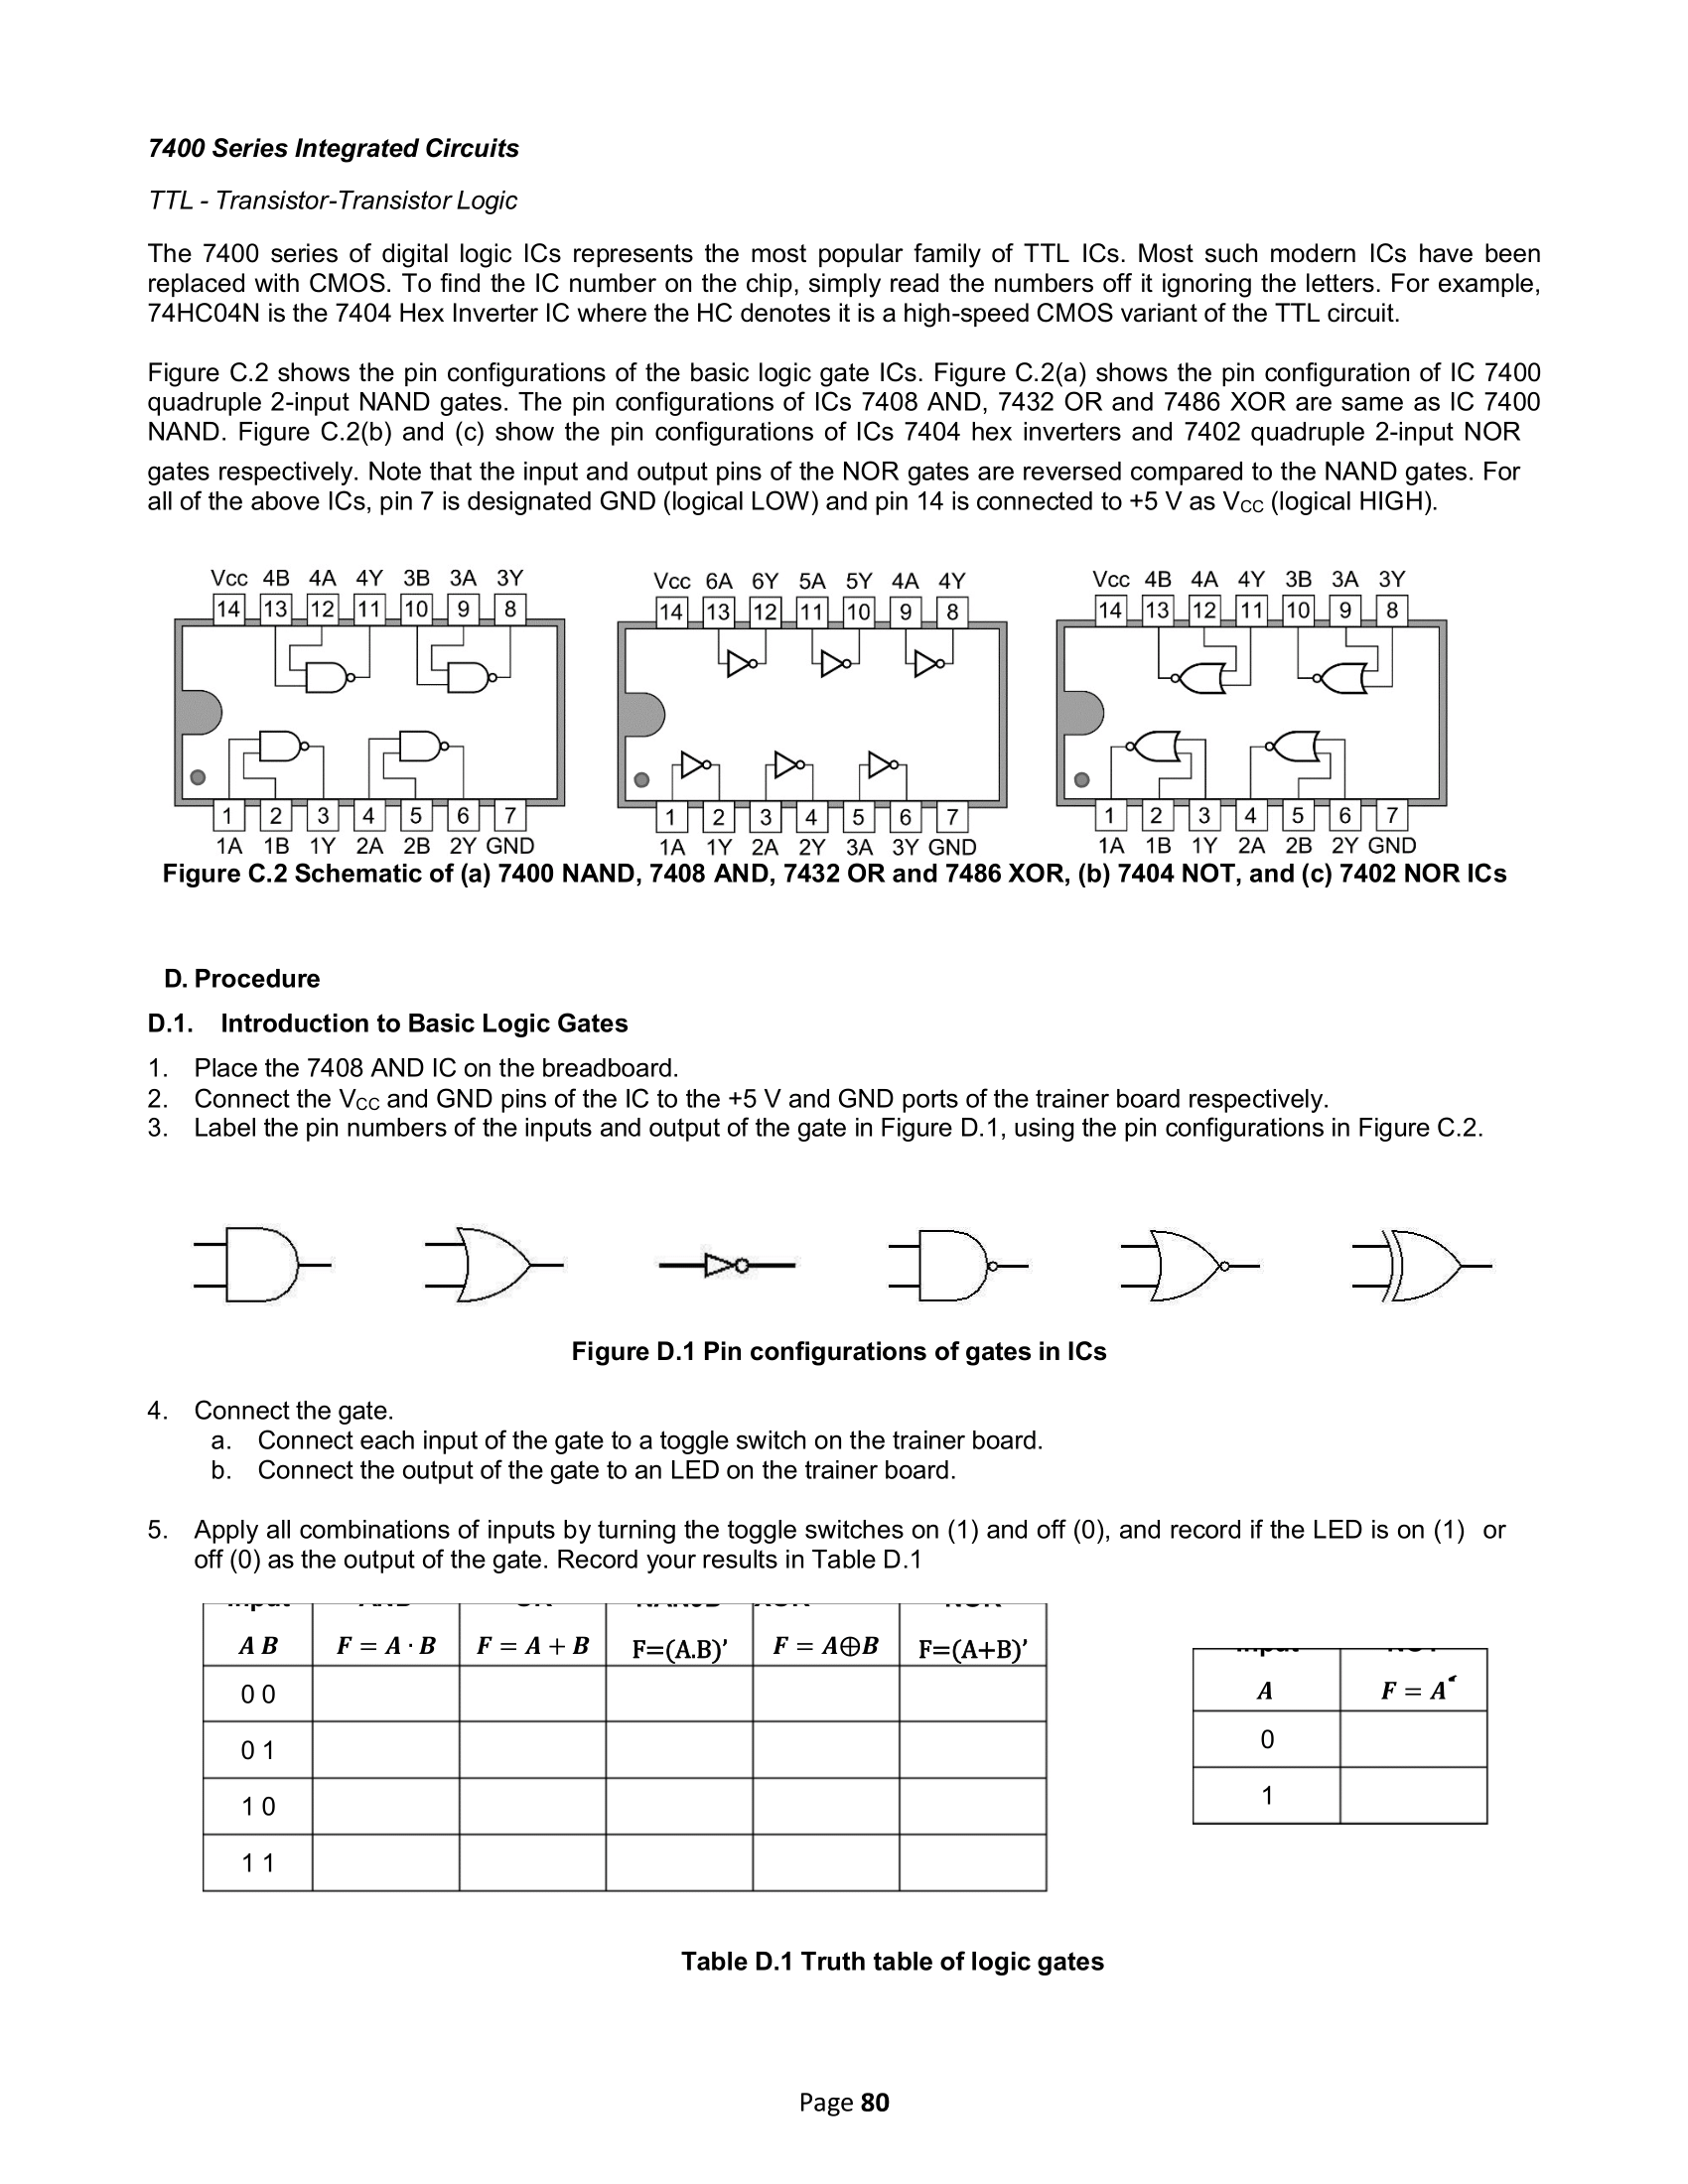 7400 Series Integrated Circuits
TTL - Transistor-Transistor Logic
The 7400 series of digital logic ICs represents the most popular family of TTL ICs. Most such modern ICs have been
replaced with CMOS. To find the IC number on the chip, simply read the numbers off it ignoring the letters. For example,
74HC04N is the 7404 Hex Inverter IC where the HC denotes it is a high-speed CMOS variant of the TTL circuit.
Figure C.2 shows the pin configurations of the basic logic gate ICs. Figure C.2(a) shows the pin configuration of IC 7400
quadruple 2-input NAND gates. The pin configurations of ICs 7408 AND, 7432 OR and 7486 XOR are same as IC 7400
NAND. Figure C.2(b) and (c) show the pin configurations of ICs 7404 hex inverters and 7402 quadruple 2-input NOR
gates respectively. Note that the input and output pins of the NOR gates are reversed compared to the NAND gates. For
all of the above ICs, pin 7 is designated GND (logical LOW) and pin 14 is connected to +5 V as VCC (logical HIGH).
Vcc 4B 4A 4Y 3B 3A 3Y
14 13 12 11 10 9 8
1 2 3 4 5 6 7
1A 1B 1Y 2A 2B 2Y GND
Vcc 6A 6Y 5A 5Y 4A 4Y
14 13 12 11 10 9 8
1 2 3 4 5 6 7
1A 1Y 2A 2Y 3A 3Y GND
Vcc 4B 4A 4Y 3B 3A 3Y
14 13 12 11 10 9 8
1 2 3 4 5 6 7
1A 1B 1Y 2A 2B 2Y GND
Figure C.2 Schematic of (a) 7400 NAND, 7408 AND, 7432 OR and 7486 XOR, (b) 7404 NOT, and (c) 7402 NOR ICs
D. Procedure
D.1. Introduction to Basic Logic Gates
1. Place the 7408 AND IC on the breadboard.
2. Connect the VCC and GND pins of the IC to the +5 V and GND ports of the trainer board respectively.
3. Label the pin numbers of the inputs and output of the gate in Figure D.1, using the pin configurations in Figure C.2.
Figure D.1 Pin configurations of gates in ICs
4. Connect the gate.
a. Connect each input of the gate to a toggle switch on the trainer board.
b. Connect the output of the gate to an LED on the trainer board.
5. Apply all combinations of inputs by turning the toggle switches on (1) and off (0), and record if the LED is on (1) or
off (0) as the output of the gate. Record your results in Table D.1
A B F = A · B F = A + B F=(A.B)’ F = A⊕B F=(A+B)’
0 0
0 1
1 0
1 1
A F = A‘
0
1
Table D.1 Truth table of logic gates
Page 80